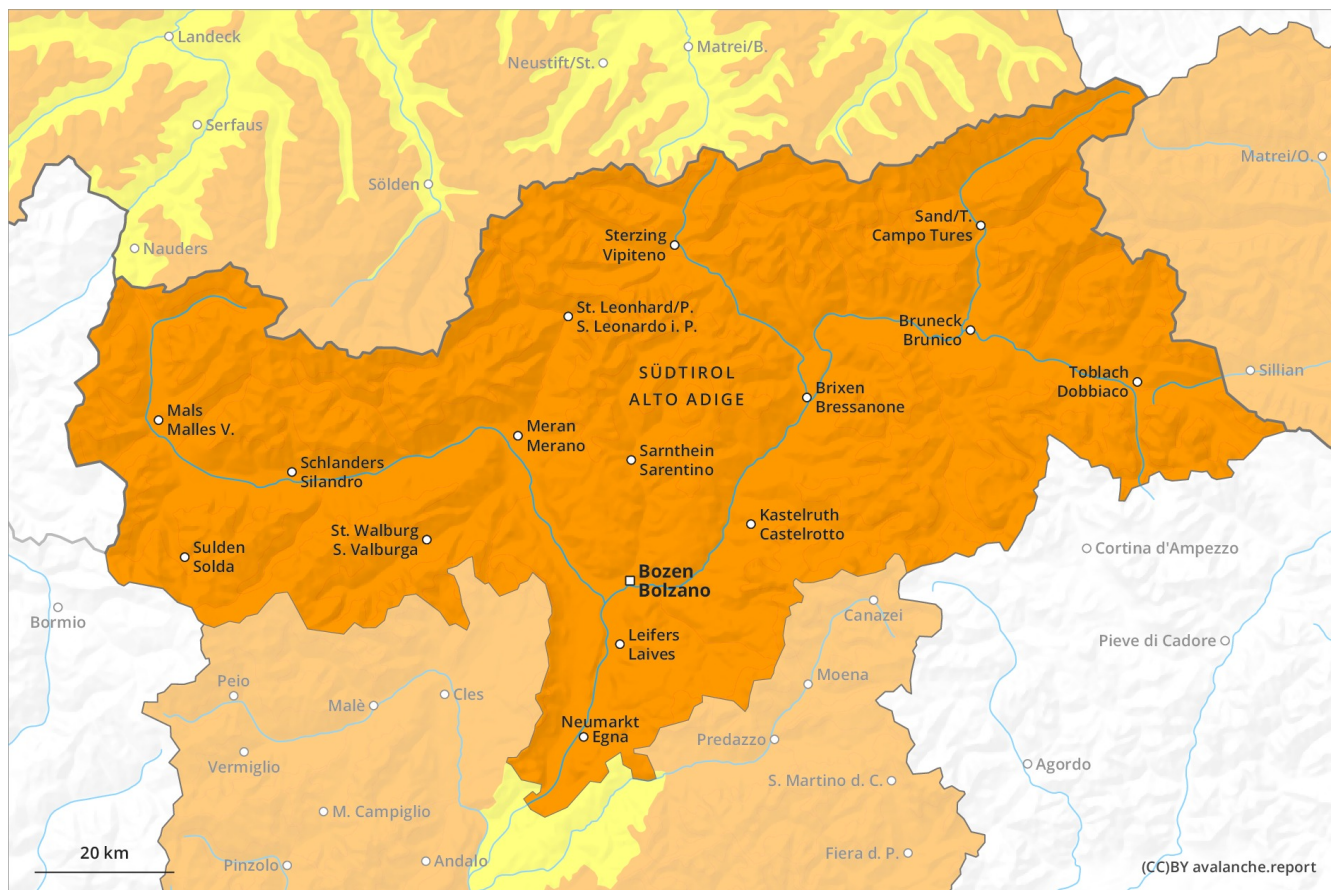 Landeck
Matrei/B.
Neustift/St.
Serfaus
Matrei/O.
Sölden
Sand/T.
Campo Tures
Sterzing
Vipiteno
Nauders
St. Leonhard/P.
S. Leonardo i. P.
Bruneck
Brunico
SÜDTIROL
ALTO ADIGE
Toblach
Dobbiaco
Sillian
Brixen
Bressanone
Mals
Malles V.
Meran
Merano
Sarnthein
Sarentino
Schlanders
Silandro
Kastelruth
Castelrotto
St. Walburg
S. Valburga
Sulden
Solda
Cortina d'Ampezzo
Bozen
Bolzano
Bormio
Canazei
Leifers
Laives
Pieve di Cadore
Moena
Peio
Cles
Malè
Neumarkt
Egna
Predazzo
Vermiglio
Agordo
S. Martino d. C.
M. Campiglio
20 km
Andalo
Fiera d. P.
Pinzolo
(CC)BY avalanche.report